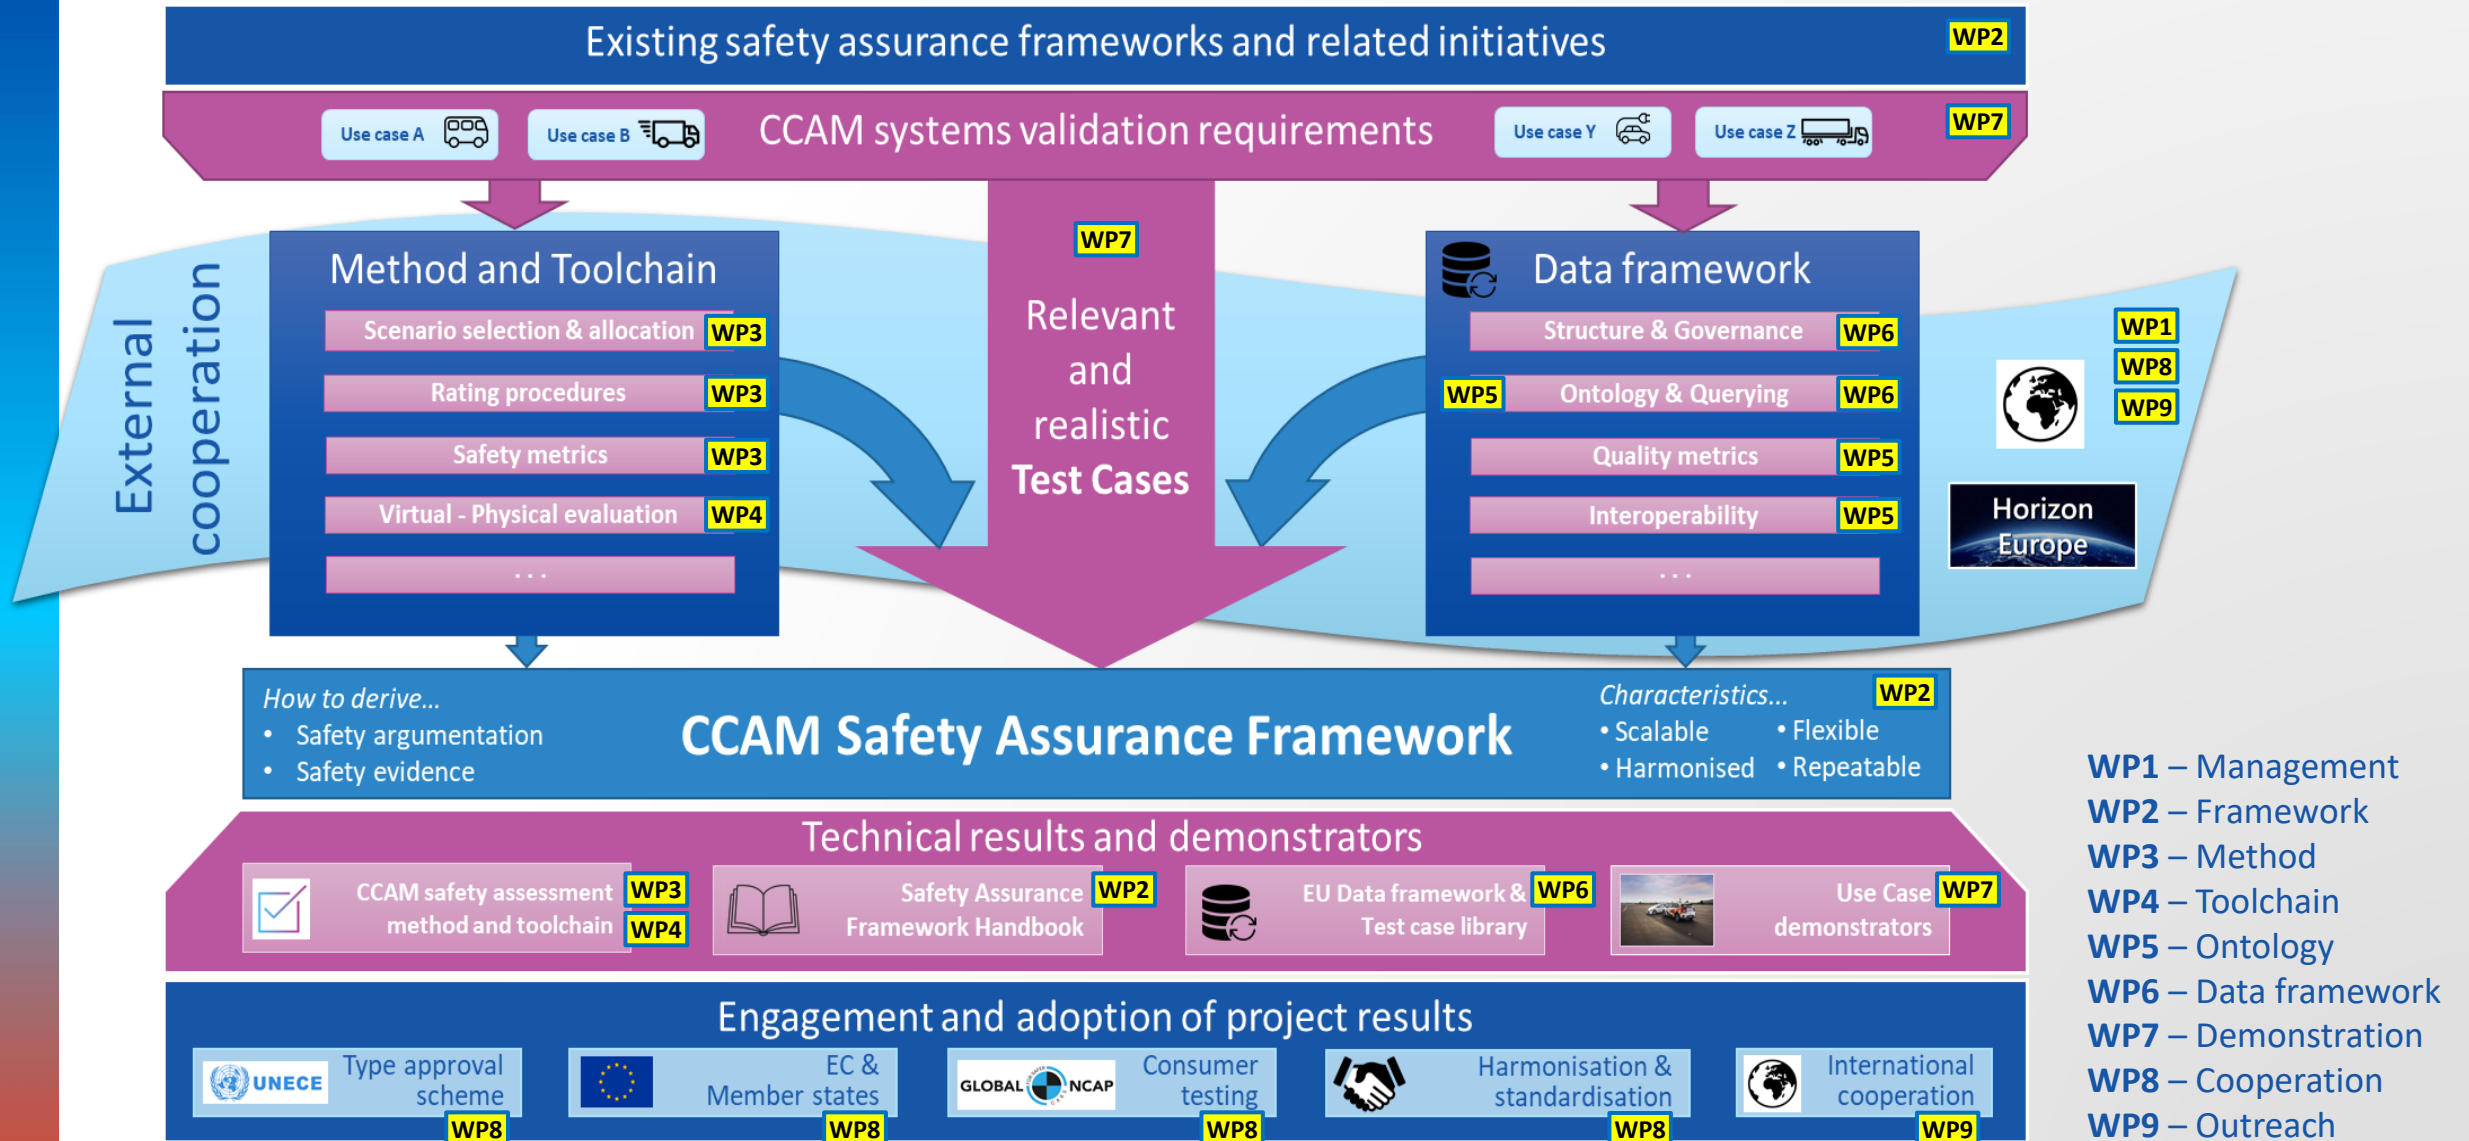 Existing safety assurance frameworks and related initiatives
WP2
Use case A
Use case B
CCAM systems validation requirements
Use case Y
Use case Z
WP7
External
cooperation
Method and Toolchain
Scenario selection & allocation WP3
Rating procedures WP3
Safety metrics WP3
Virtual - Physical evaluation WP4
. . .
WP7
Relevant
and
realistic
Test Cases
Data framework
Structure & Governance WP6
WP5 Ontology & Querying WP6
Quality metrics WP5
Interoperability WP5
. . .
WP1
WP8
WP9
Horizon
Europe
How to derive...
• Safety argumentation
• Safety evidence
CCAM Safety Assurance Framework
Characteristics...
WP2
• Scalable • Flexible
• Harmonised • Repeatable
Technical results and demonstrators
CCAM safety assessment WP3
method and toolchain WP4
Safety Assurance WP2
Framework Handbook
EU Data framework & WP6
Test case library
Use Case WP7
demonstrators
Engagement and adoption of project results
UNECE
Type approval
scheme
WP8
EC &
Member states
WP8
GLOBAL NCAP
Consumer
testing
WP8
Harmonisation &
standardisation
WP8
International
cooperation
WP9
WP1 – Management
WP2 – Framework
WP3 – Method
WP4 – Toolchain
WP5 – Ontology
WP6 – Data framework
WP7 – Demonstration
WP8 – Cooperation
WP9 – Outreach